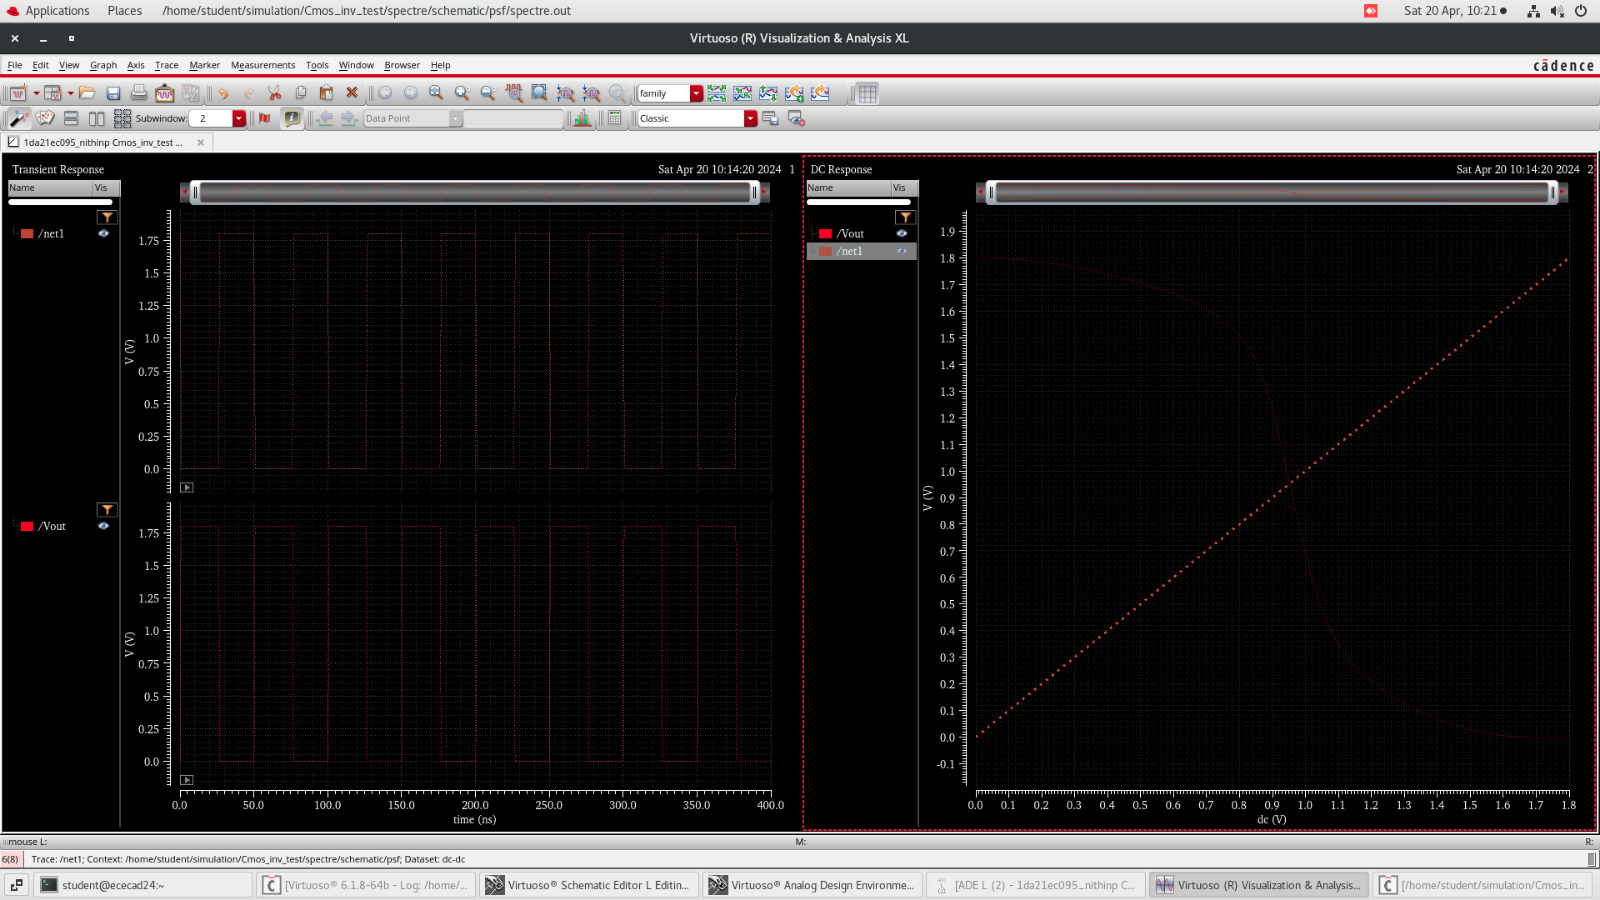 Applications Places /home/student/simulation/Cmos_inv_test/spectre/schematic/psf/spectre.out Sat 20 Apr, 10:21
Virtuoso (R) Visualization & Analysis XL
File Edit View Graph Axis Trace Marker Measurements Tools Window Browser Help
cādence
family
Subwindow: 2 Data Point Classic
1da21ec095_nithinp Cmos_inv_test ...
Transient Response Sat Apr 20 10:14:20 2024 1
Name Vis
/net1
1.75
1.5
1.25
1.0
V (V)
0.75
0.5
0.25
0.0
/Vout
1.75
1.5
1.25
1.0
V (V)
0.75
0.5
0.25
0.0
0.0 50.0 100.0 150.0 200.0 250.0 300.0 350.0 400.0
time (ns)
DC Response Sat Apr 20 10:14:20 2024 2
Name Vis
/Vout
/net1
1.9
1.8
1.7
1.6
1.5
1.4
1.3
1.2
1.1
1.0
V (V)
0.9
0.8
0.7
0.6
0.5
0.4
0.3
0.2
0.1
0.0
-0.1
0.0 0.1 0.2 0.3 0.4 0.5 0.6 0.7 0.8 0.9 1.0 1.1 1.2 1.3 1.4 1.5 1.6 1.7 1.8
dc (V)
mouse L: M: R:
6(8) Trace: /net1; Context: /home/student/simulation/Cmos_inv_test/spectre/schematic/psf; Dataset: dc-dc
student@ececad24:~ [Virtuoso® 6.1.8-64b - Log: /home/... Virtuoso® Schematic Editor L Editin... Virtuoso® Analog Design Environme... [ADE L (2) - 1da21ec095_nithinp C... Virtuoso (R) Visualization & Analysis... [/home/student/simulation/Cmos_in...